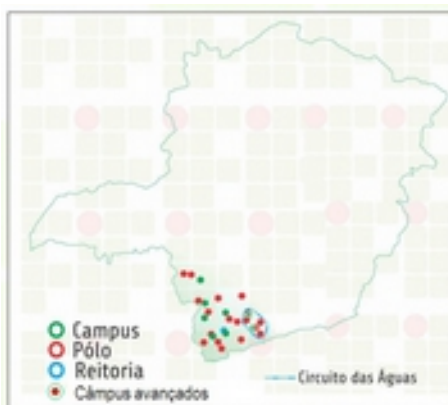 Campus
Pólo
Reitoria
Câmpus avançados
Circuito das Águas